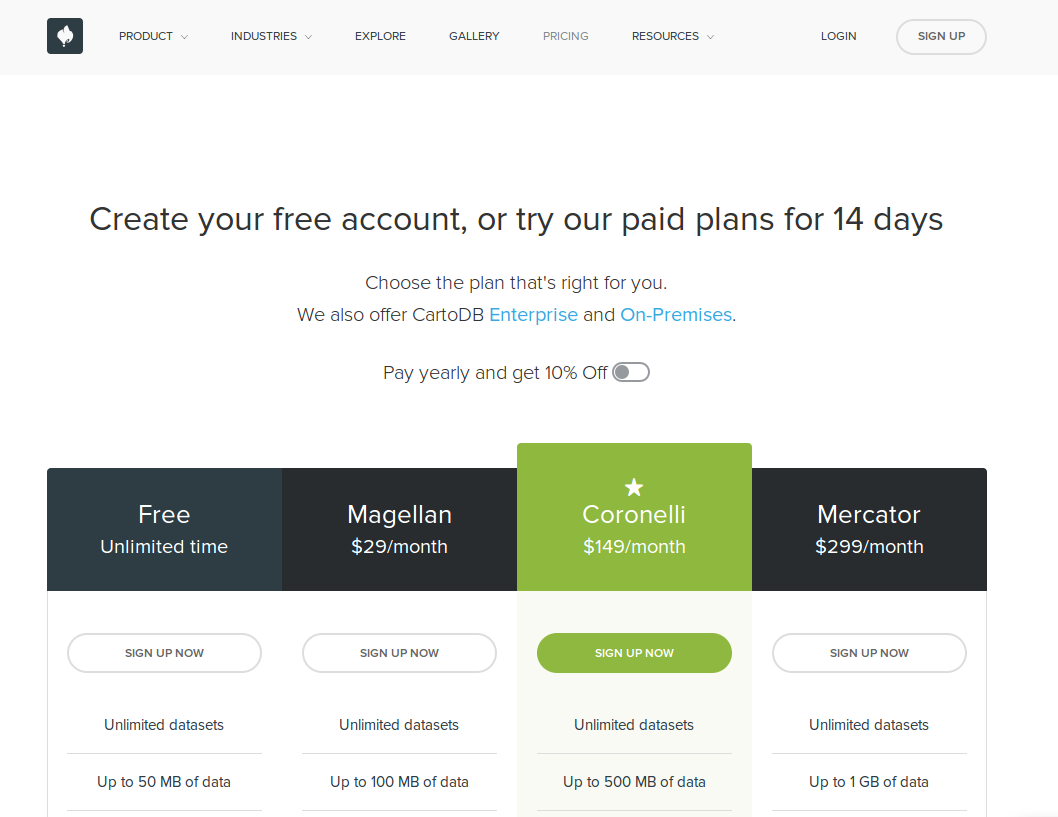 PRODUCT INDUSTRIES EXPLORE GALLERY PRICING RESOURCES LOGIN SIGN UP
Create your free account, or try our paid plans for 14 days
Choose the plan that's right for you.
We also offer CartoDB Enterprise and On-Premises.
Pay yearly and get 10% Off
Free Magellan Coronelli Mercator
Unlimited time $29/month $149/month $299/month
SIGN UP NOW SIGN UP NOW SIGN UP NOW SIGN UP NOW
Unlimited datasets Unlimited datasets Unlimited datasets Unlimited datasets
Up to 50 MB of data Up to 100 MB of data Up to 500 MB of data Up to 1 GB of data